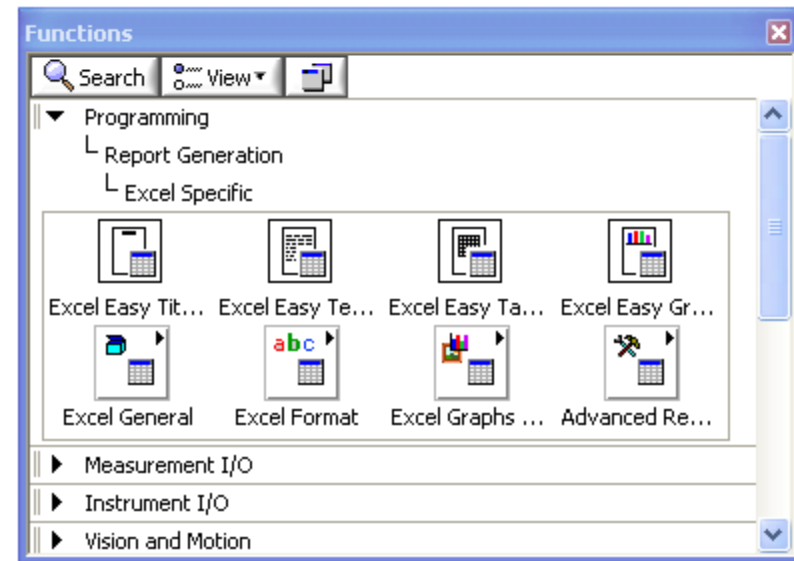 Functions
Search View
Programming
Report Generation
Excel Specific
Excel Easy Tit... Excel Easy Te... Excel Easy Ta... Excel Easy Gr...
abc
Excel General Excel Format Excel Graphs ... Advanced Re...
Measurement I/O
Instrument I/O
Vision and Motion